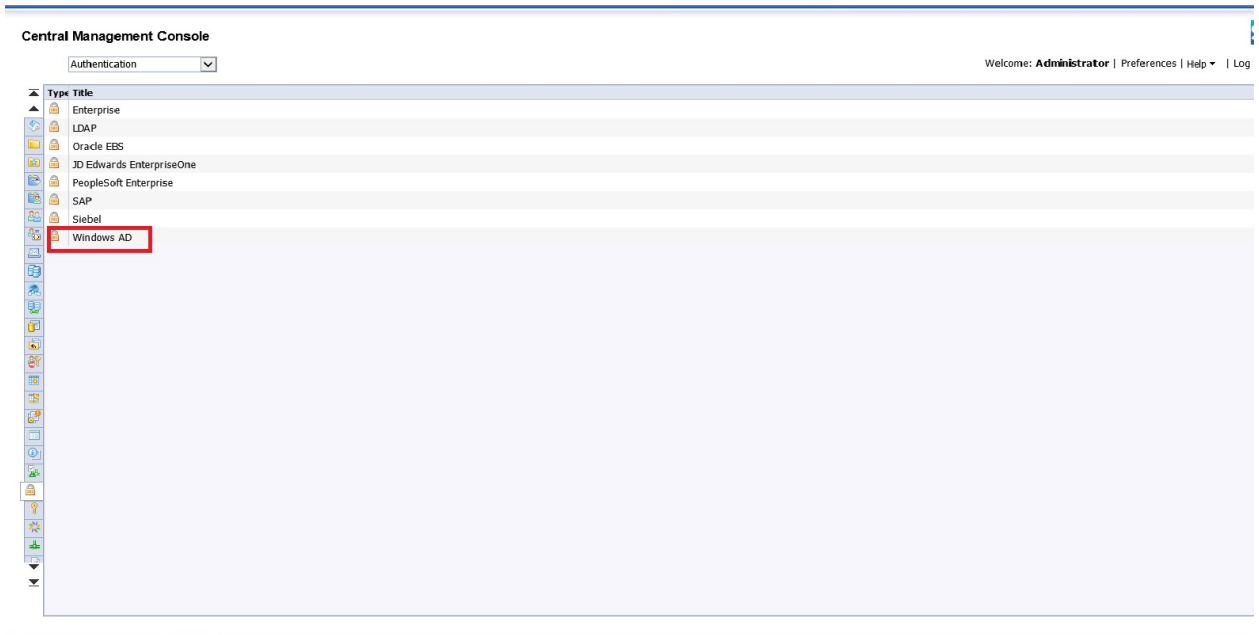 Central Management Console
Authentication
Welcome: Administrator | Preferences | Help | Log
Type Title
Enterprise
LDAP
Oracle EBS
JD Edwards EnterpriseOne
PeopleSoft Enterprise
SAP
Siebel
Windows AD